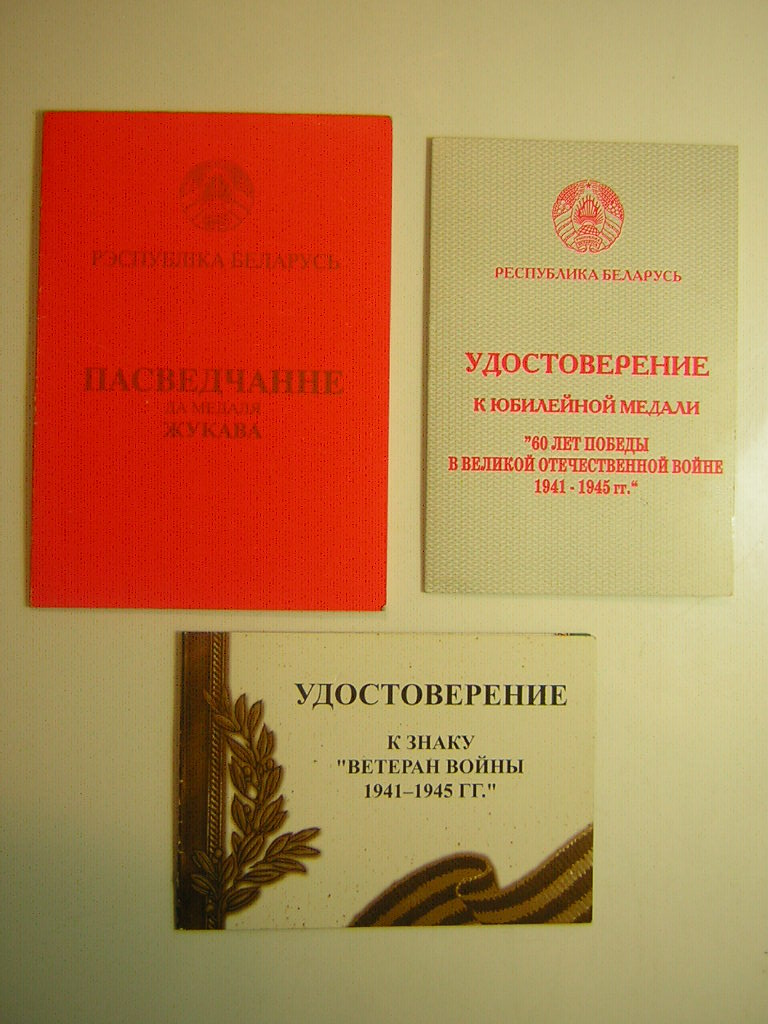 РЭСПУБЛІКА БЕЛАРУСЬ
ПАСВЕДЧАННЕ
ДА МЕДАЛЯ
ЖУКАВА
РЕСПУБЛИКА БЕЛАРУСЬ
УДОСТОВЕРЕНИЕ
К ЮБИЛЕЙНОЙ МЕДАЛИ
"60 ЛЕТ ПОБЕДЫ
В ВЕЛИКОЙ ОТЕЧЕСТВЕННОЙ ВОЙНЕ
1941 - 1945 гг.“
УДОСТОВЕРЕНИЕ
К ЗНАКУ
"ВЕТЕРАН ВОЙНЫ
1941–1945 ГГ."